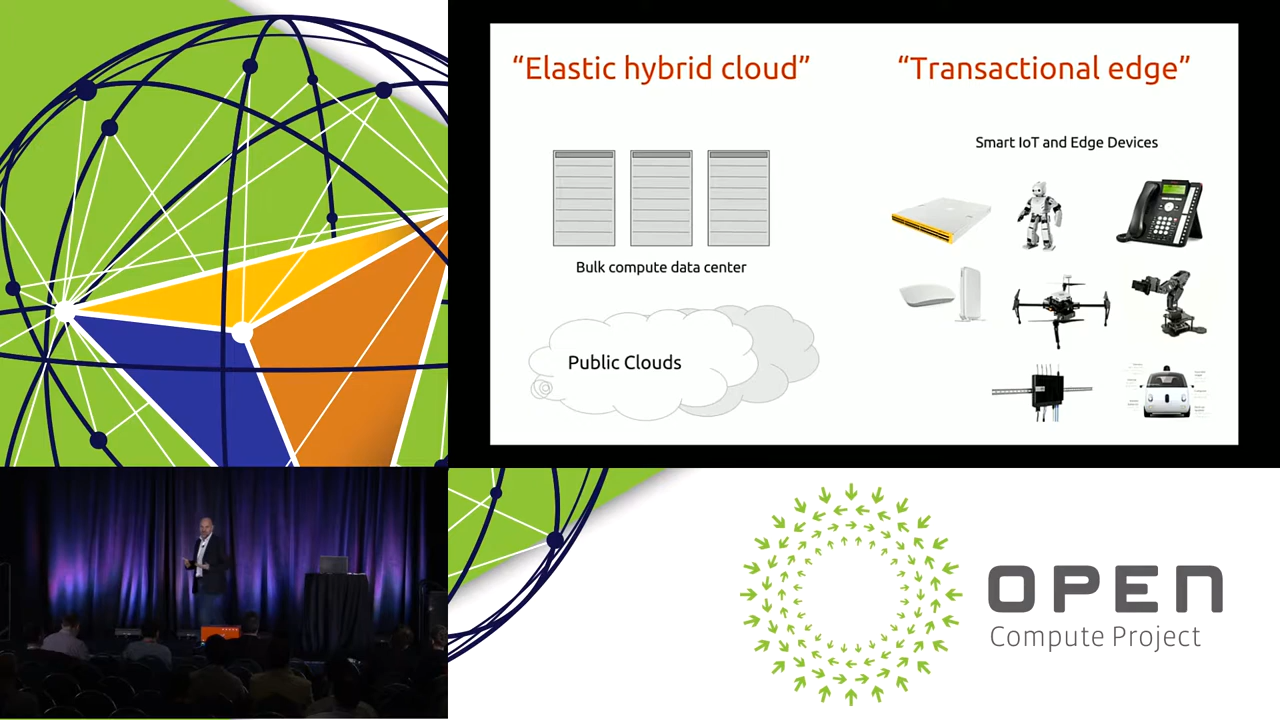 “Elastic hybrid cloud”
“Transactional edge”
Smart IoT and Edge Devices
Bulk compute data center
Public Clouds
OPEN
Compute Project